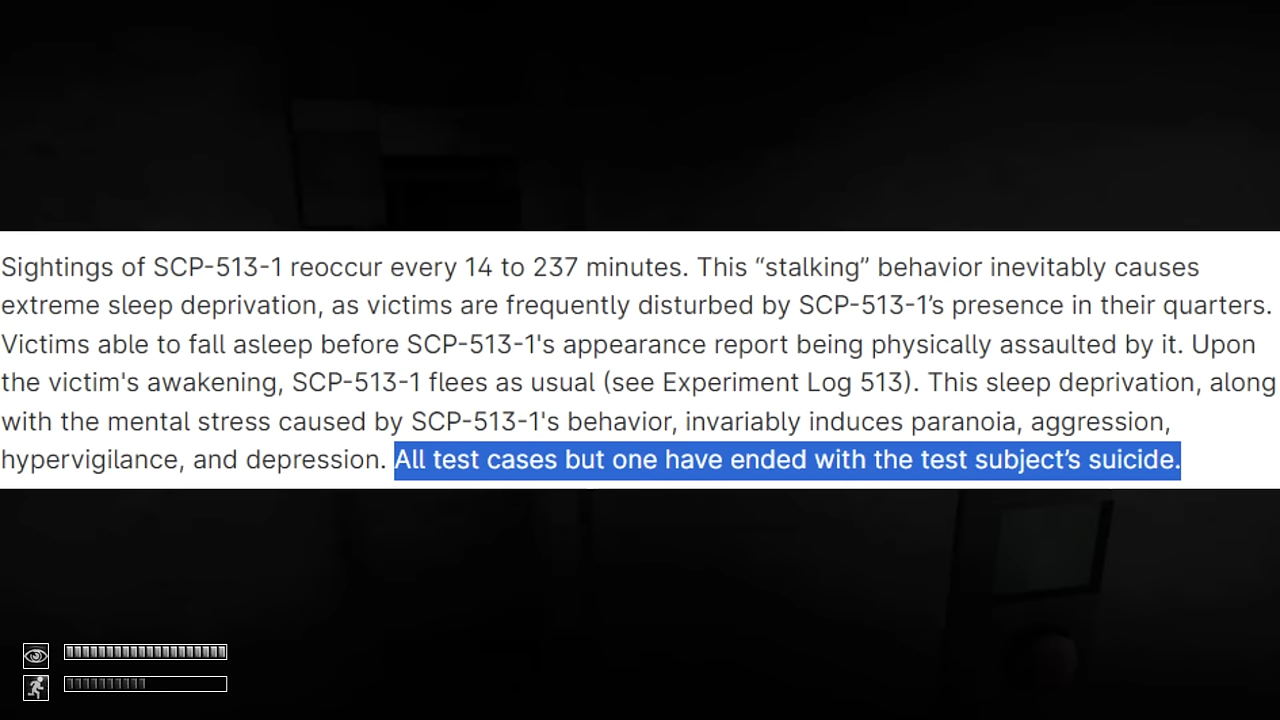 Sightings of SCP-513-1 reoccur every 14 to 237 minutes. This “stalking” behavior inevitably causes
extreme sleep deprivation, as victims are frequently disturbed by SCP-513-1’s presence in their quarters.
Victims able to fall asleep before SCP-513-1's appearance report being physically assaulted by it. Upon
the victim's awakening, SCP-513-1 flees as usual (see Experiment Log 513). This sleep deprivation, along
with the mental stress caused by SCP-513-1's behavior, invariably induces paranoia, aggression,
hypervigilance, and depression. All test cases but one have ended with the test subject’s suicide.